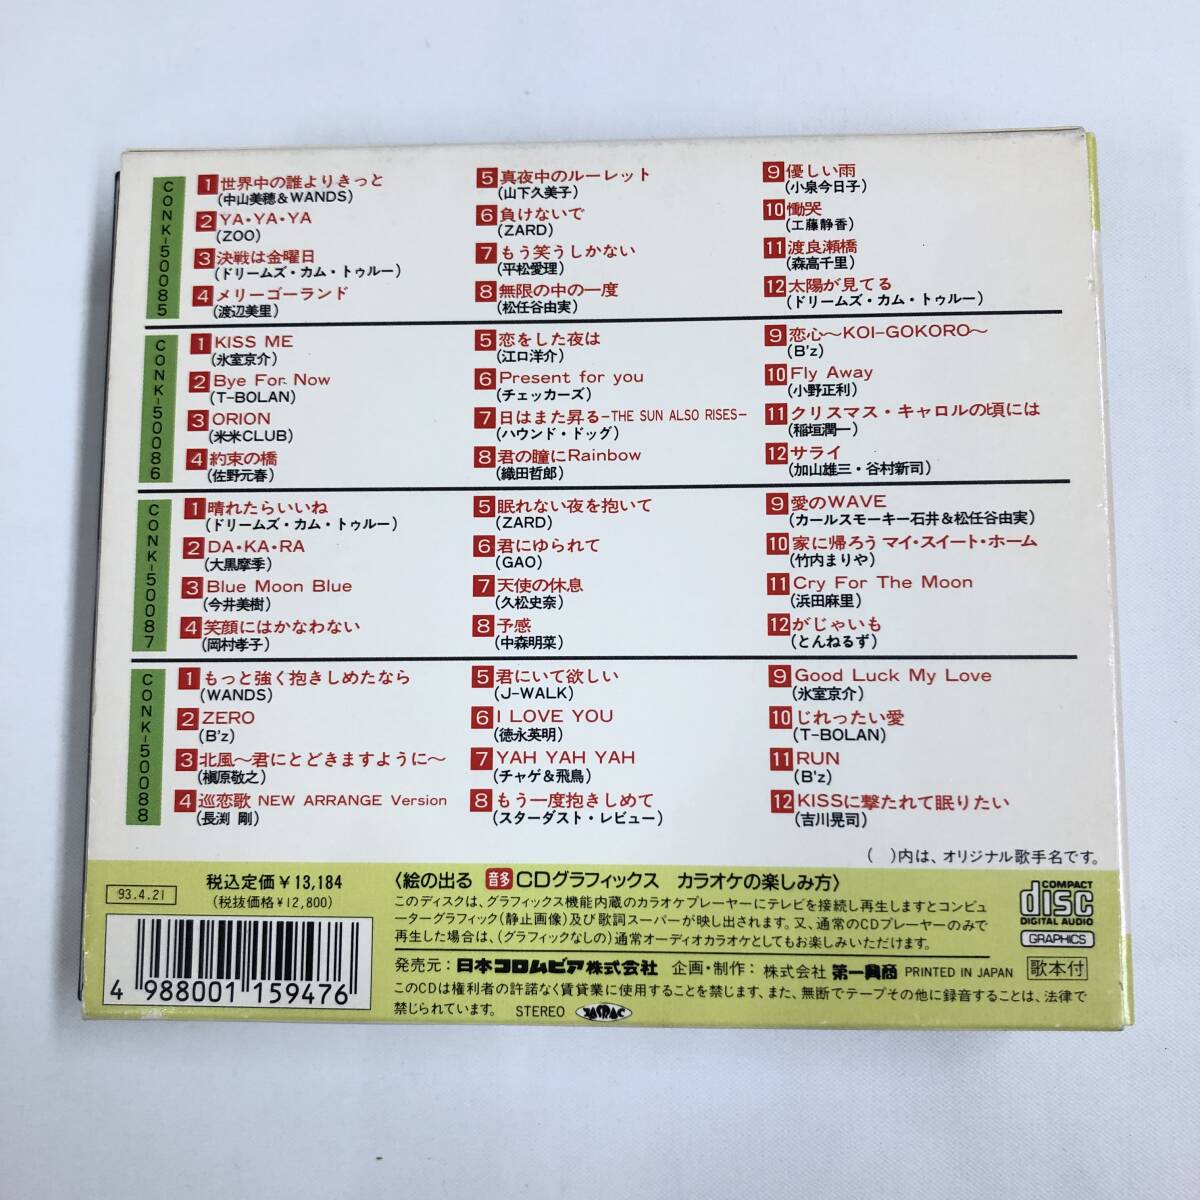 CONK-50085
1 世界中の誰よりきっと
(中山美穂&WANDS)
2 YA・YA・YA
(ZOO)
3 決戦は金曜日
(ドリームズ・カム・トゥルー)
4 メリーゴーランド
(渡辺美里)
5 真夜中のルーレット
(山下久美子)
6 負けないで
(ZARD)
7 もう笑うしかない
(平松愛理)
8 無限の中の一度
(松任谷由実)
9 優しい雨
(小泉今日子)
10 慟哭
(工藤静香)
11 渡良瀬橋
(森高千里)
12 太陽が見てる
(ドリームズ・カム・トゥルー)
CONK-50086
1 KISS ME
(氷室京介)
2 Bye For Now
(T-BOLAN)
3 ORION
(米米CLUB)
4 約束の橋
(佐野元春)
5 恋をした夜は
(江口洋介)
6 Present for you
(チェッカーズ)
7 日はまた昇る-THE SUN ALSO RISES-
(ハウンド・ドッグ)
8 君の瞳にRainbow
(織田哲郎)
9 恋心〜KOI-GOKORO〜
(B'z)
10 Fly Away
(小野正利)
11 クリスマス・キャロルの頃には
(稲垣潤一)
12 サライ
(加山雄三・谷村新司)
CONK-50087
1 晴れたらいいね
(ドリームズ・カム・トゥルー)
2 DA・KA・RA
(大黒摩季)
3 Blue Moon Blue
(今井美樹)
4 笑顔にはかなわない
(岡村孝子)
5 眠れない夜を抱いて
(ZARD)
6 君にゆられて
(GAO)
7 天使の休息
(久松史奈)
8 予感
(中森明菜)
9 愛のWAVE
(カールスモーキー石井&松任谷由実)
10 家に帰ろう マイ・スイート・ホーム
(竹内まりや)
11 Cry For The Moon
(浜田麻里)
12 がじゃいも
(とんねるず)
CONK-50088
1 もっと強く抱きしめたなら
(WANDS)
2 ZERO
(B'z)
3 北風〜君にとどきますように〜
(槇原敬之)
4 巡恋歌 NEW ARRANGE Version
(長渕 剛)
5 君にいて欲しい
(J-WALK)
6 I LOVE YOU
(徳永英明)
7 YAH YAH YAH
(チャゲ&飛鳥)
8 もう一度抱きしめて
(スターダスト・レビュー)
9 Good Luck My Love
(氷室京介)
10 じれったい愛
(T-BOLAN)
11 RUN
(B'z)
12 KISSに撃たれて眠りたい
(吉川晃司)
( )内は、オリジナル歌手名です。
93.4.21
税込定価¥13,184
(税抜価格¥12,800)
4 988001 159476
〈絵の出る 音多 CDグラフィックス カラオケの楽しみ方〉
このディスクは、グラフィックス機能内蔵のカラオケプレーヤーにテレビを接続し再生しますとコンピュ
ーターグラフィック(静止画像)及び歌詞スーパーが映し出されます。又、通常のCDプレーヤーのみで
再生した場合は、(グラフィックなしの)通常オーディオカラオケとしてもお楽しみいただけます。
発売元:日本コロムビア株式会社 企画・制作:株式会社 第一興商 PRINTED IN JAPAN 歌本付
このCDは権利者の許諾なく賃貸業に使用することを禁じます、また、無断でテープその他に録音することは、法律で
禁じられています。 STEREO JASRAC
COMPACT
disc
DIGITAL AUDIO
GRAPHICS